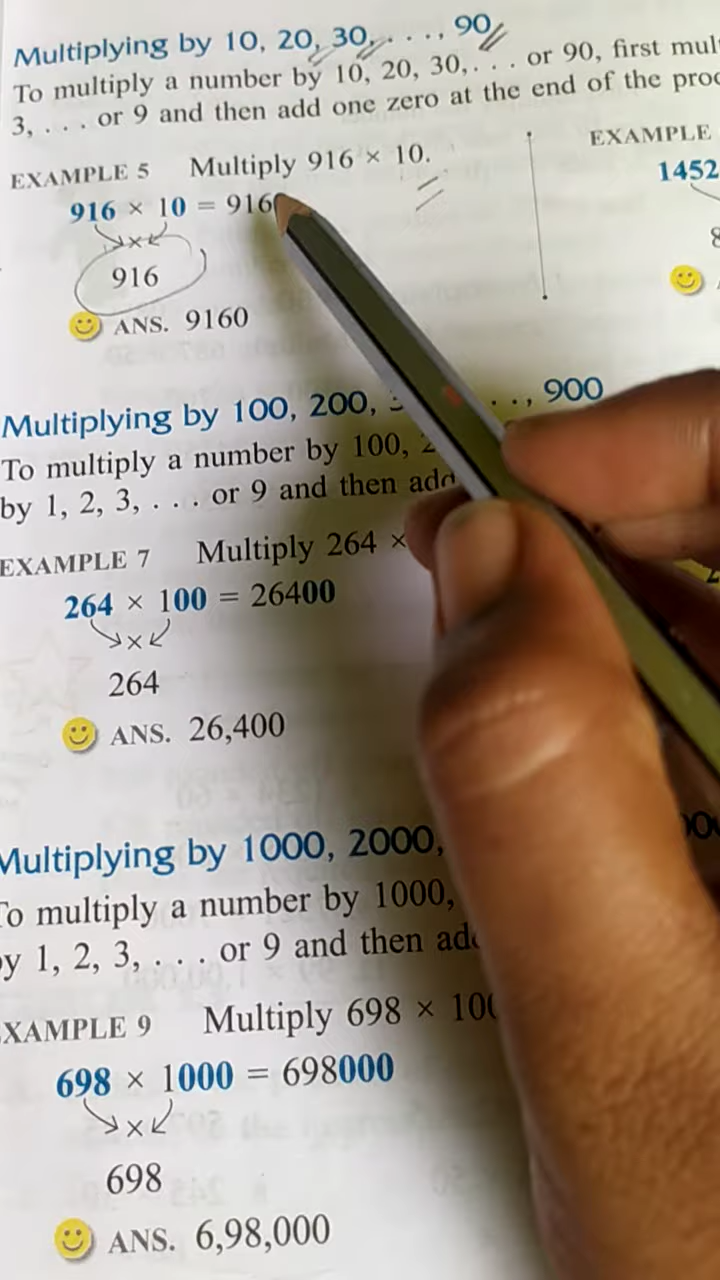 Multiplying by 10, 20, 30, . . . , 90
To multiply a number by 10, 20, 30, . . . or 90, first
3, . . . or 9 and then add one zero at the end of the
EXAMPLE 5 Multiply 916 × 10.
916 × 10 = 916
×
916
ANS. 9160
EXAMPLE
1452
Multiplying by 100, 200, . . , 900
To multiply a number by 100,
by 1, 2, 3, . . . or 9 and then add
EXAMPLE 7 Multiply 264 ×
264 × 100 = 26400
×
264
ANS. 26,400
Multiplying by 1000, 2000,
To multiply a number by 1000,
by 1, 2, 3, . . . or 9 and then
EXAMPLE 9 Multiply 698 ×
698 × 1000 = 698000
×
698
ANS. 6,98,000